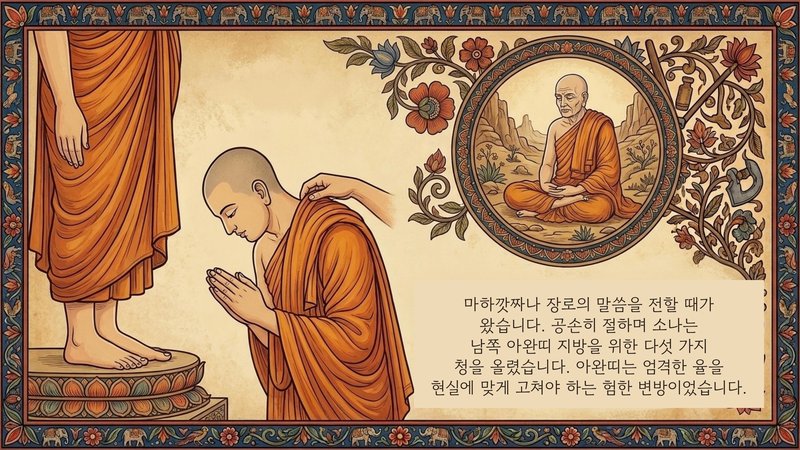 마하깟짜나 장로의 말씀을 전할 때가
왔습니다. 공손히 절하며 소나는
남쪽 아완띠 지방을 위한 다섯 가지
청을 올렸습니다. 아완띠는 엄격한 율을
현실에 맞게 고쳐야 하는 험한 변방이었습니다.